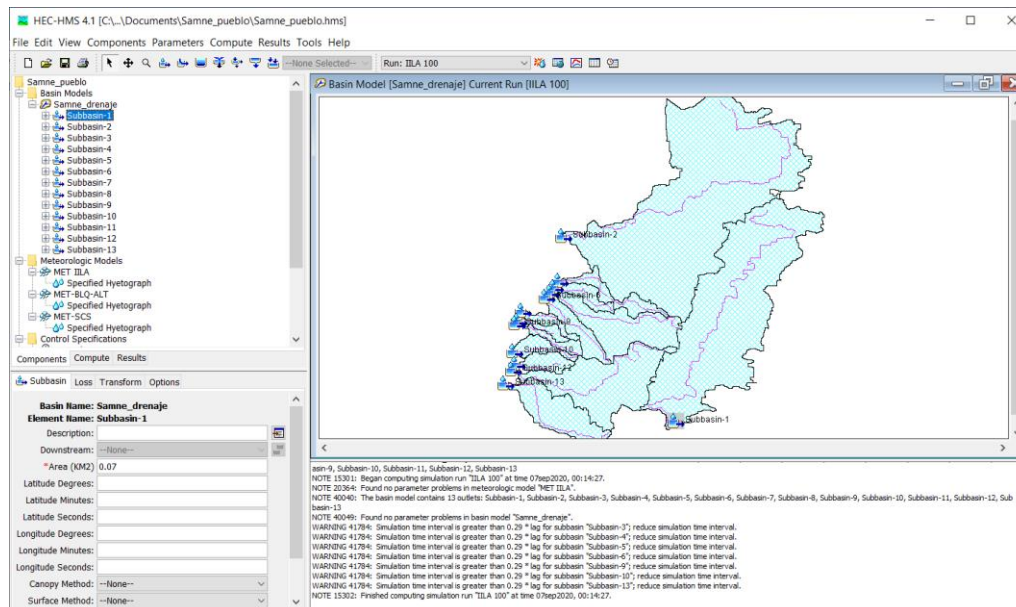 HEC-HMS 4.1 [C:\...\Documents\Samne_pueblo\Samne_pueblo.hms]
File Edit View Components Parameters Compute Results Tools Help
--None Selected-- Run: IILA 100
Samne_pueblo
Basin Models
Samne_drenaje
Subbasin-1
Subbasin-2
Subbasin-3
Subbasin-4
Subbasin-5
Subbasin-6
Subbasin-7
Subbasin-8
Subbasin-9
Subbasin-10
Subbasin-11
Subbasin-12
Subbasin-13
Meteorologic Models
MET IILA
Specified Hyetograph
MET-BLQ-ALT
Specified Hyetograph
MET-SCS
Specified Hyetograph
Control Specifications
Components Compute Results
Subbasin Loss Transform Options
Basin Name: Samne_drenaje
Element Name: Subbasin-1
Description:
Downstream: --None--
*Area (KM2) 0.07
Latitude Degrees:
Latitude Minutes:
Latitude Seconds:
Longitude Degrees:
Longitude Minutes:
Longitude Seconds:
Canopy Method: --None--
Surface Method: --None--
Basin Model [Samne_drenaje] Current Run [IILA 100]
Subbasin-2
Subbasin-6
Subbasin-9
Subbasin-10
Subbasin-12
Subbasin-13
Subbasin-1
asin-9, Subbasin-10, Subbasin-11, Subbasin-12, Subbasin-13
NOTE 15301: Began computing simulation run "IILA 100" at time 07sep2020, 00:14:27.
NOTE 20364: Found no parameter problems in meteorologic model "MET IILA".
NOTE 40040: The basin model contains 13 outlets: Subbasin-1, Subbasin-2, Subbasin-3, Subbasin-4, Subbasin-5, Subbasin-6, Subbasin-7, Subbasin-8, Subbasin-9, Subbasin-10, Subbasin-11, Subbasin-12, Sub
basin-13
NOTE 40049: Found no parameter problems in basin model "Samne_drenaje".
WARNING 41784: Simulation time interval is greater than 0.29 * lag for subbasin "Subbasin-3"; reduce simulation time interval.
WARNING 41784: Simulation time interval is greater than 0.29 * lag for subbasin "Subbasin-4"; reduce simulation time interval.
WARNING 41784: Simulation time interval is greater than 0.29 * lag for subbasin "Subbasin-5"; reduce simulation time interval.
WARNING 41784: Simulation time interval is greater than 0.29 * lag for subbasin "Subbasin-6"; reduce simulation time interval.
WARNING 41784: Simulation time interval is greater than 0.29 * lag for subbasin "Subbasin-9"; reduce simulation time interval.
WARNING 41784: Simulation time interval is greater than 0.29 * lag for subbasin "Subbasin-10"; reduce simulation time interval.
WARNING 41784: Simulation time interval is greater than 0.29 * lag for subbasin "Subbasin-13"; reduce simulation time interval.
NOTE 15302: Finished computing simulation run "IILA 100" at time 07sep2020, 00:14:27.